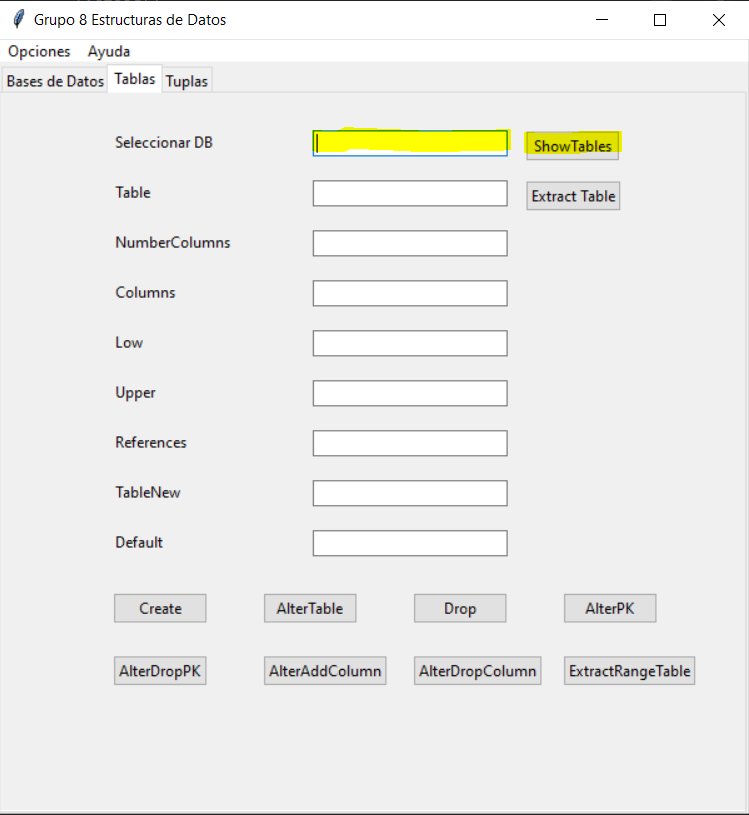 Grupo 8 Estructuras de Datos
Opciones Ayuda
Bases de Datos Tablas Tuplas
Seleccionar DB ShowTables
Table Extract Table
NumberColumns
Columns
Low
Upper
References
TableNew
Default
Create AlterTable Drop AlterPK
AlterDropPK AlterAddColumn AlterDropColumn ExtractRangeTable